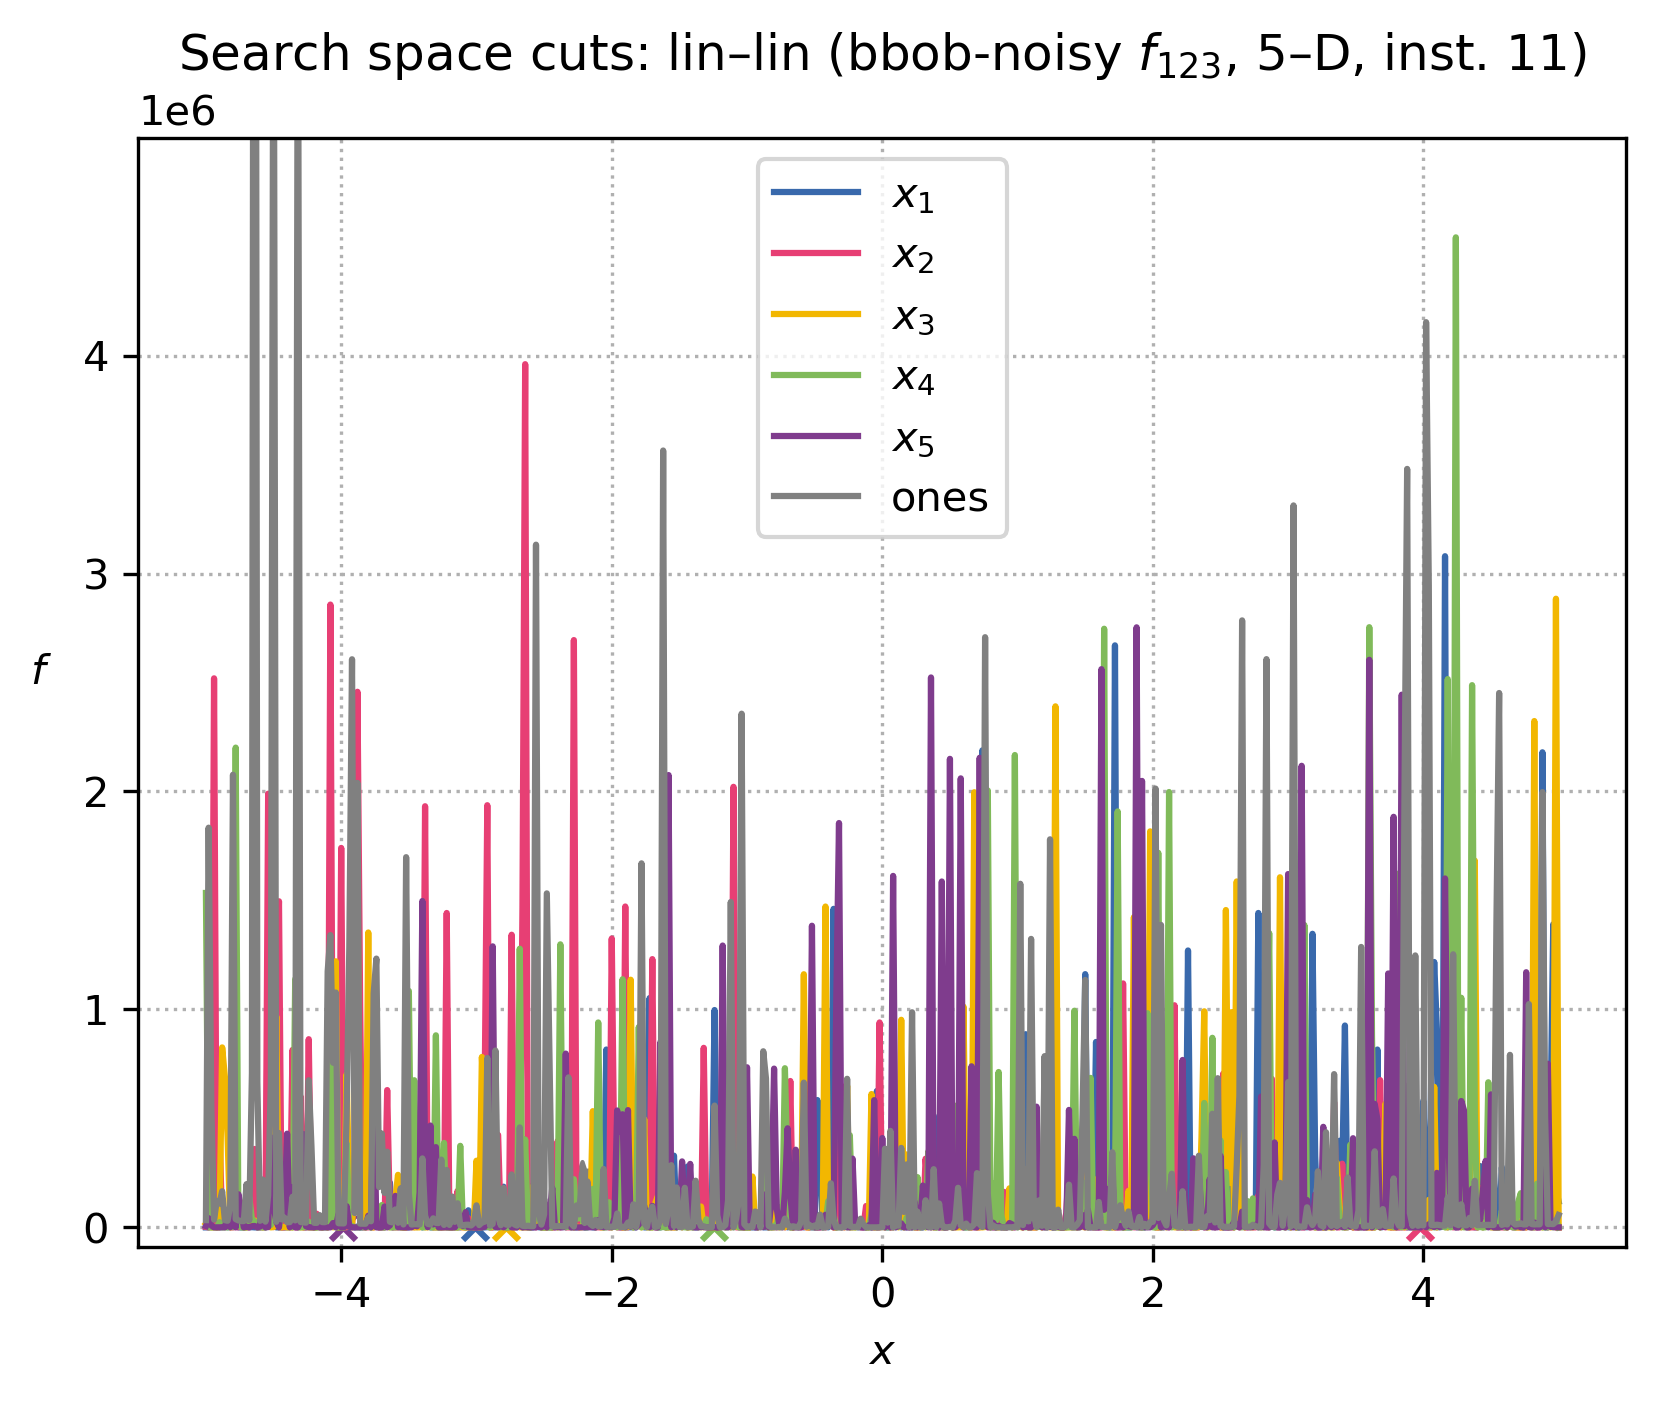 Search space cuts: lin–lin (bbob-noisy f₁₂₃, 5–D, inst. 11)
1e6
x₁
x₂
x₃
x₄
x₅
ones
4
3
2
1
0
f
−4
−2
0
2
4
x